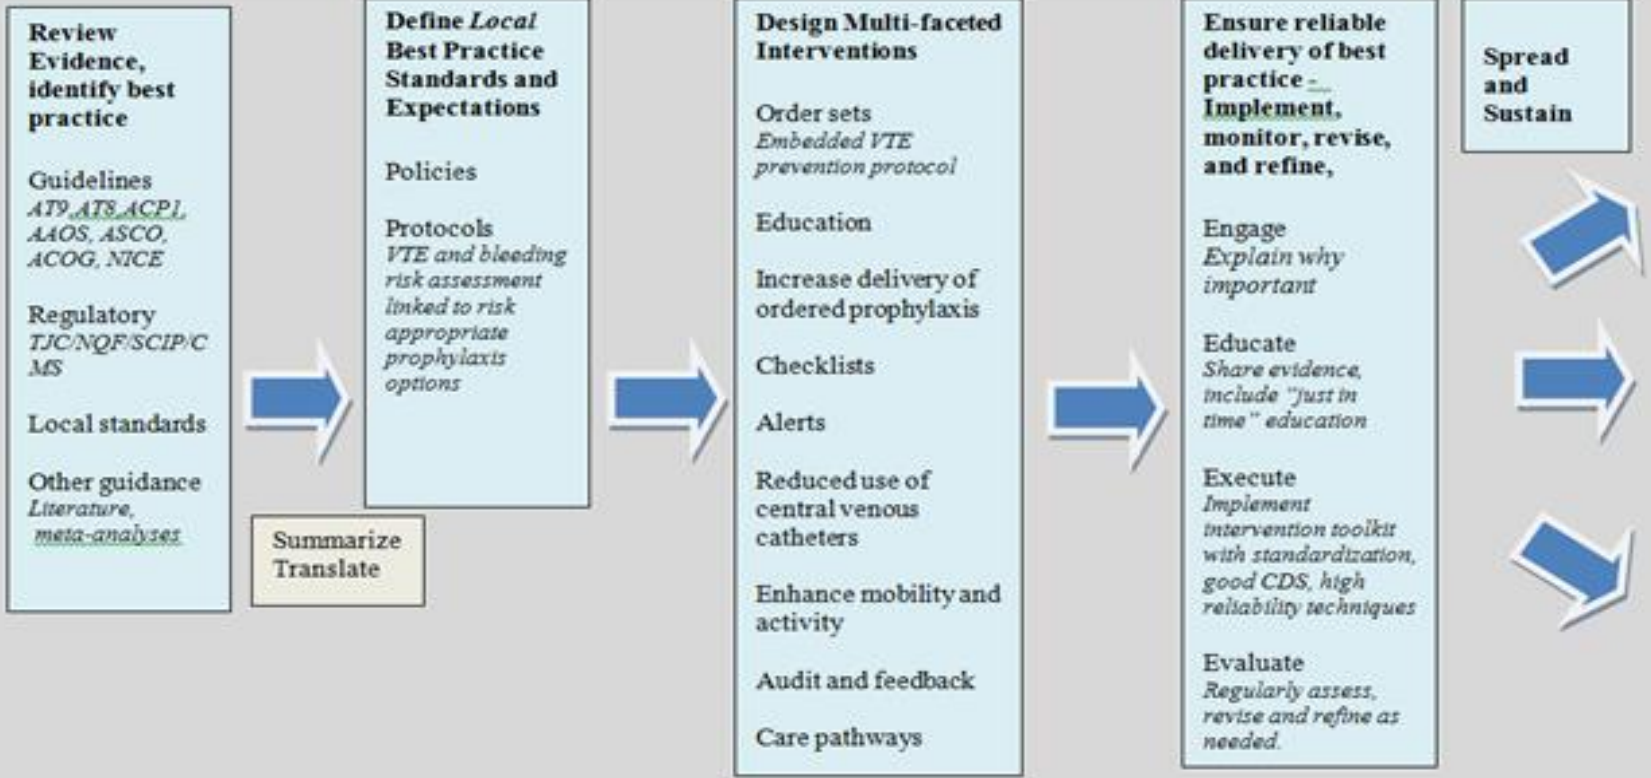 Review
Evidence,
identify best
practice
Guidelines
AT9,AT8,ACP1,
AAOS, ASCO,
ACOG, NICE
Regulatory
TJC/NQF/SCIP/C
MS
Local standards
Other guidance
Literature,
meta-analyses
Summarize
Translate
Define Local
Best Practice
Standards and
Expectations
Policies
Protocols
VTE and bleeding
risk assessment
linked to risk
appropriate
prophylaxis
options
Design Multi-faceted
Interventions
Order sets
Embedded VTE
prevention protocol
Education
Increase delivery of
ordered prophylaxis
Checklists
Alerts
Reduced use of
central venous
catheters
Enhance mobility and
activity
Audit and feedback
Care pathways
Ensure reliable
delivery of best
practice -
Implement,
monitor, revise,
and refine,
Engage
Explain why
important
Educate
Share evidence,
include "just in
time" education
Execute
Implement
intervention toolkit
with standardization,
good CDS, high
reliability techniques
Evaluate
Regularly assess,
revise and refine as
needed.
Spread
and
Sustain